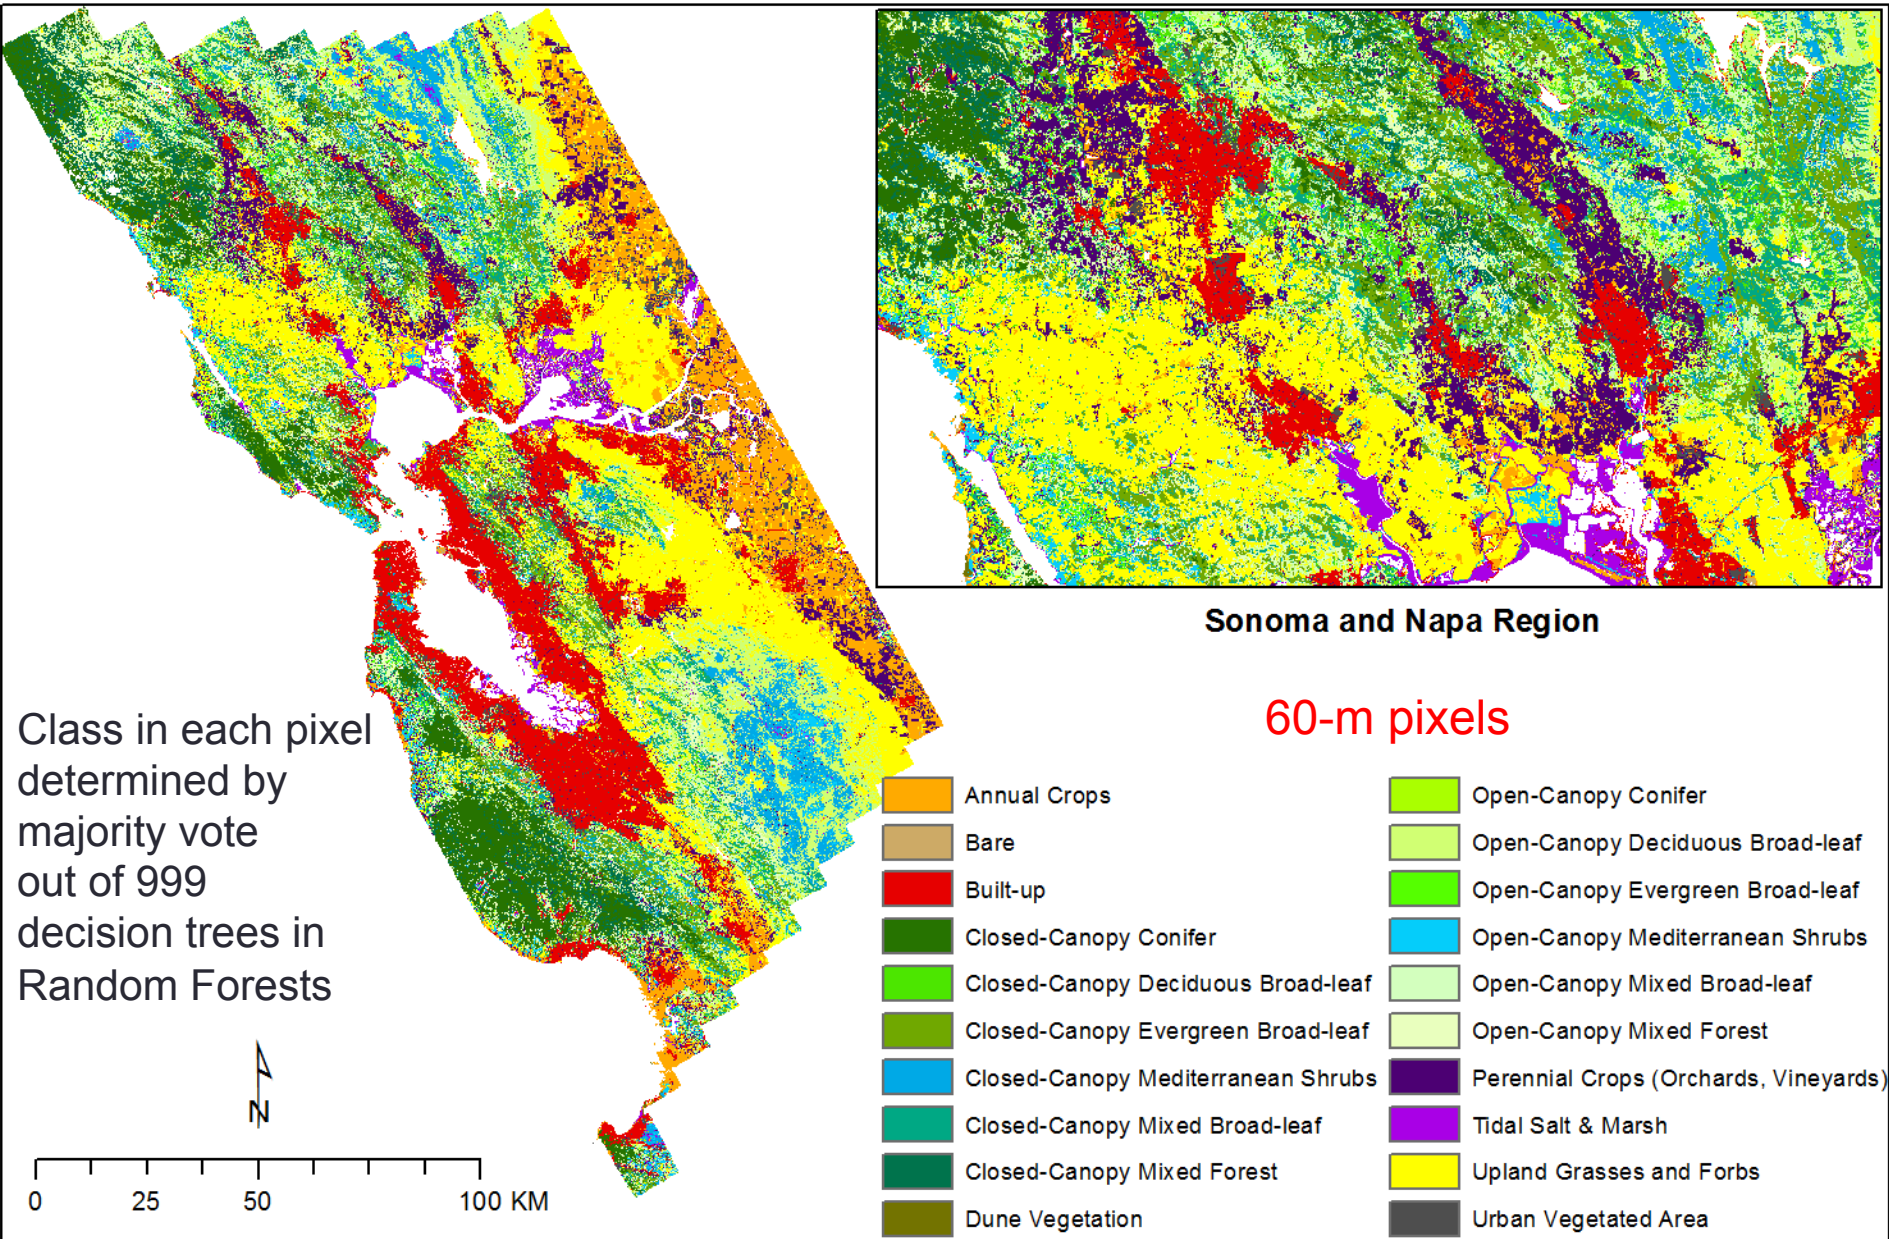 Sonoma and Napa Region
60-m pixels
Class in each pixel
determined by
majority vote
out of 999
decision trees in
Random Forests
N
0 25 50 100 KM
Annual Crops
Bare
Built-up
Closed-Canopy Conifer
Closed-Canopy Deciduous Broad-leaf
Closed-Canopy Evergreen Broad-leaf
Closed-Canopy Mediterranean Shrubs
Closed-Canopy Mixed Broad-leaf
Closed-Canopy Mixed Forest
Dune Vegetation
Open-Canopy Conifer
Open-Canopy Deciduous Broad-leaf
Open-Canopy Evergreen Broad-leaf
Open-Canopy Mediterranean Shrubs
Open-Canopy Mixed Broad-leaf
Open-Canopy Mixed Forest
Perennial Crops (Orchards, Vineyards)
Tidal Salt & Marsh
Upland Grasses and Forbs
Urban Vegetated Area